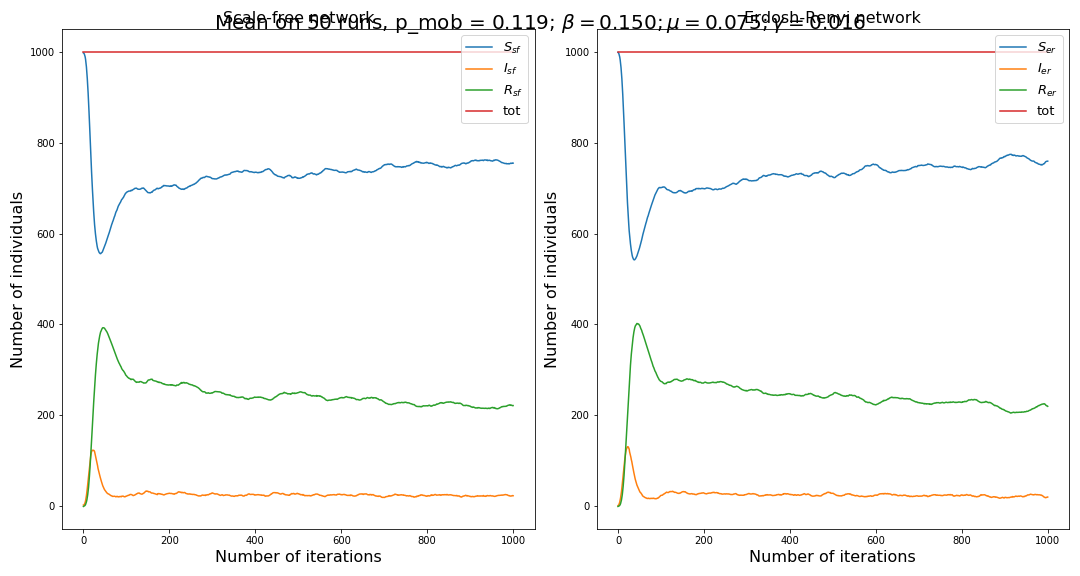 Mean on 50 runs, p_mob = 0.119; β = 0.150; μ = 0.075; γ = 0.016
Scale-free network
Erdosh-Renyi network
1000
800
600
400
200
0
Number of individuals
S_sf
I_sf
R_sf
tot
0 200 400 600 800 1000
Number of iterations
1000
800
600
400
200
0
Number of individuals
S_er
I_er
R_er
tot
0 200 400 600 800 1000
Number of iterations